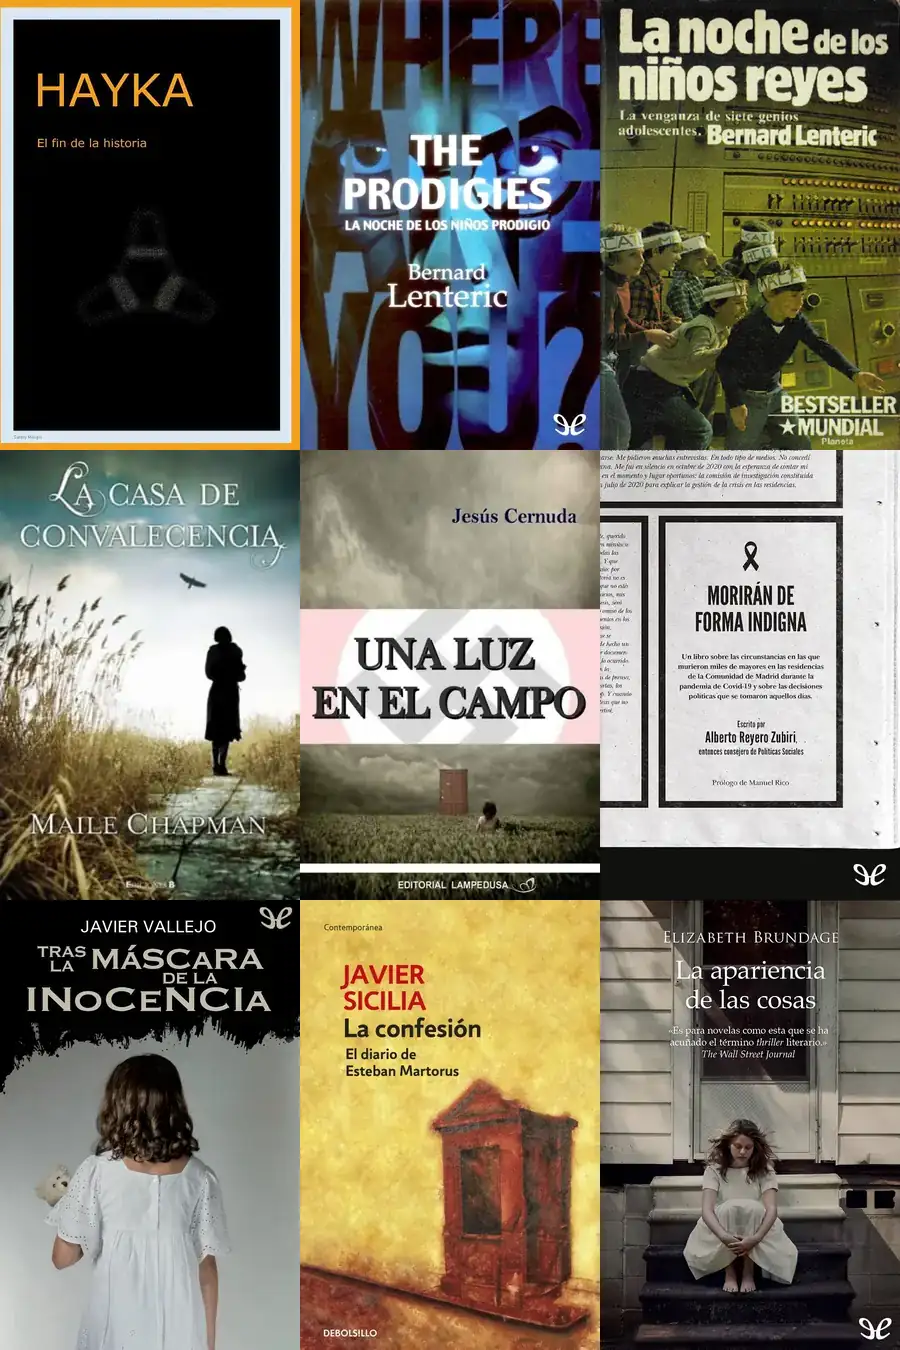 HAYKA
El fin de la historia
WHERE
THE
PRODIGIES
LA NOCHE DE LOS NIÑOS PRODIGIO
Bernard
Lenteric
YOU?
La noche de los
niños reyes
La venganza de siete genios
adolescentes.
Bernard Lenteric
BESTSELLER
★MUNDIAL
Planeta
LA CASA DE
CONVALECENCIA
MAILE CHAPMAN
EDICIONES B
Jesús Cernuda
UNA LUZ
EN EL CAMPO
EDITORIAL LAMPEDUSA
MORIRÁN DE
FORMA INDIGNA
Un libro sobre las circunstancias en las que
murieron miles de mayores en las residencias
de la Comunidad de Madrid durante la
pandemia de Covid-19 y sobre las decisiones
políticas que se tomaron aquellos días.
Escrito por
Alberto Reyero Zubiri,
entonces consejero de Políticas Sociales
Prólogo de Manuel Rico
JAVIER VALLEJO
TRAS
LA MÁSCARA
DE LA
INOCENCIA
Contemporánea
JAVIER
SICILIA
La confesión
El diario de
Esteban Martorus
DEBOLSILLO
ELIZABETH BRUNDAGE
La apariencia
de las cosas
«Es para novelas como esta que se ha
acuñado el término thriller literario.»
The Wall Street Journal